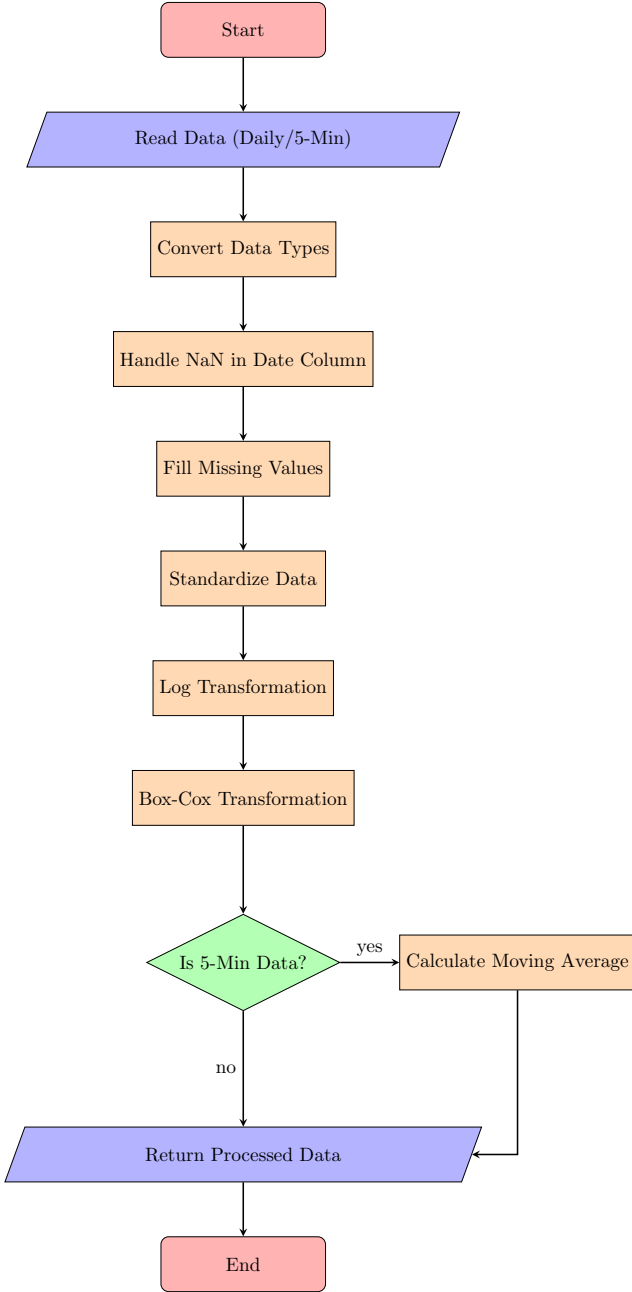 Start
Read Data (Daily/5-Min)
Convert Data Types
Handle NaN in Date Column
Fill Missing Values
Standardize Data
Log Transformation
Box-Cox Transformation
Is 5-Min Data?
yes
Calculate Moving Average
no
Return Processed Data
End